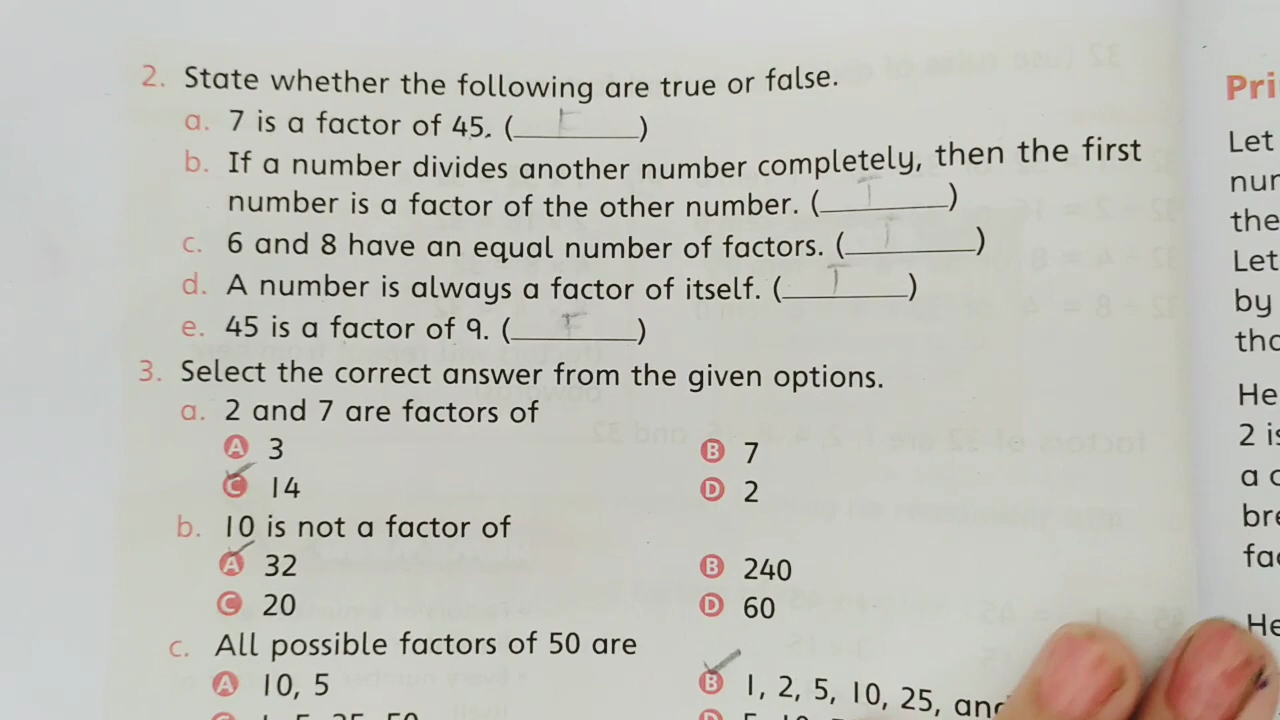 2. State whether the following are true or false.
a. 7 is a factor of 45. ( F )
b. If a number divides another number completely, then the first
number is a factor of the other number. ( T )
c. 6 and 8 have an equal number of factors. ( T )
d. A number is always a factor of itself. ( T )
e. 45 is a factor of 9. ( F )
3. Select the correct answer from the given options.
a. 2 and 7 are factors of
A 3 B 7
C 14 D 2
b. 10 is not a factor of
A 32 B 240
C 20 D 60
c. All possible factors of 50 are
A 10, 5 B 1, 2, 5, 10, 25, and
Pri
Let
the
Let
by
He
2 is
He